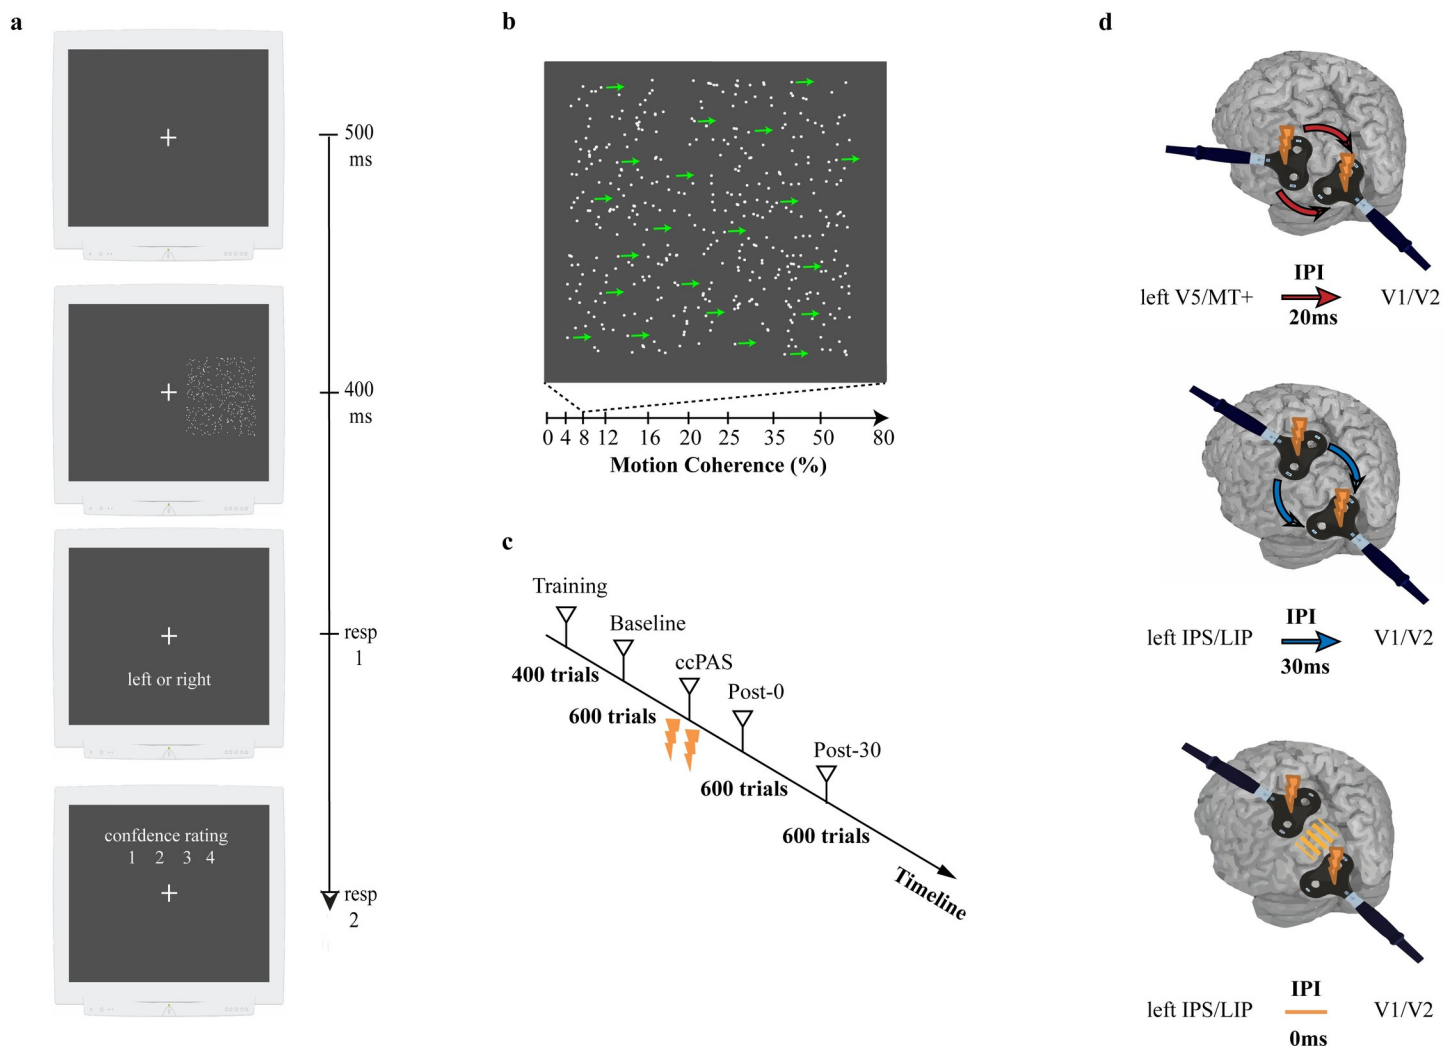 a
500
ms
400
ms
left or right
resp
1
confdence rating
1 2 3 4
resp
2
b
0 4 8 12 16 20 25 35 50 80
Motion Coherence (%)
c
Training
400 trials
Baseline
600 trials
ccPAS
Post-0
600 trials
Post-30
600 trials
Timeline
d
IPI
left V5/MT+ V1/V2
20ms
IPI
left IPS/LIP V1/V2
30ms
IPI
left IPS/LIP V1/V2
0ms